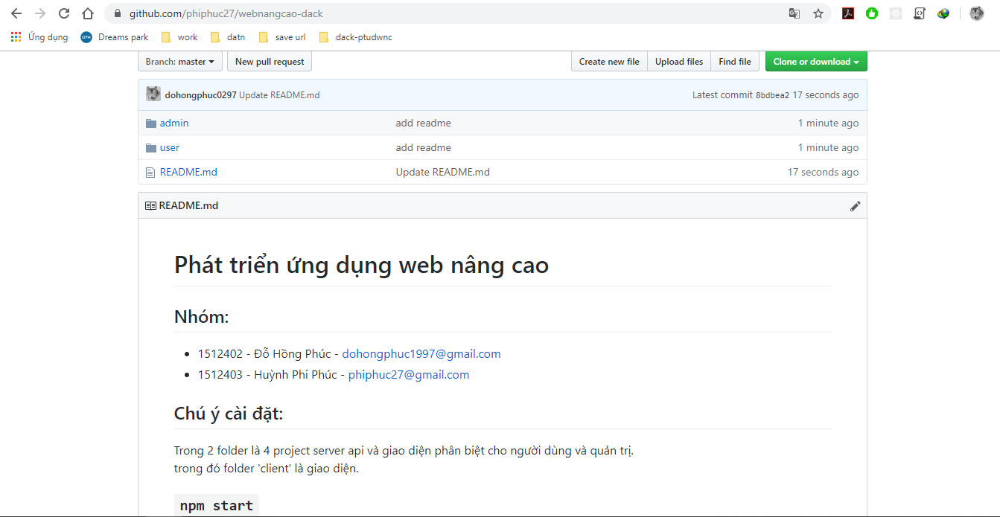 github.com/phiphuc27/webnangcao-dack
Ứng dụng OTH Dreams park work datn save url dack-ptudwnc
Branch: master New pull request Create new file Upload files Find file Clone or download
dohongphuc0297 Update README.md Latest commit 8bdbea2 17 seconds ago
admin add readme 1 minute ago
user add readme 1 minute ago
README.md Update README.md 17 seconds ago
README.md
Phát triển ứng dụng web nâng cao
Nhóm:
1512402 - Đỗ Hồng Phúc - dohongphuc1997@gmail.com
1512403 - Huỳnh Phi Phúc - phiphuc27@gmail.com
Chú ý cài đặt:
Trong 2 folder là 4 project server api và giao diện phân biệt cho người dùng và quản trị.
trong đó folder 'client' là giao diện.
npm start